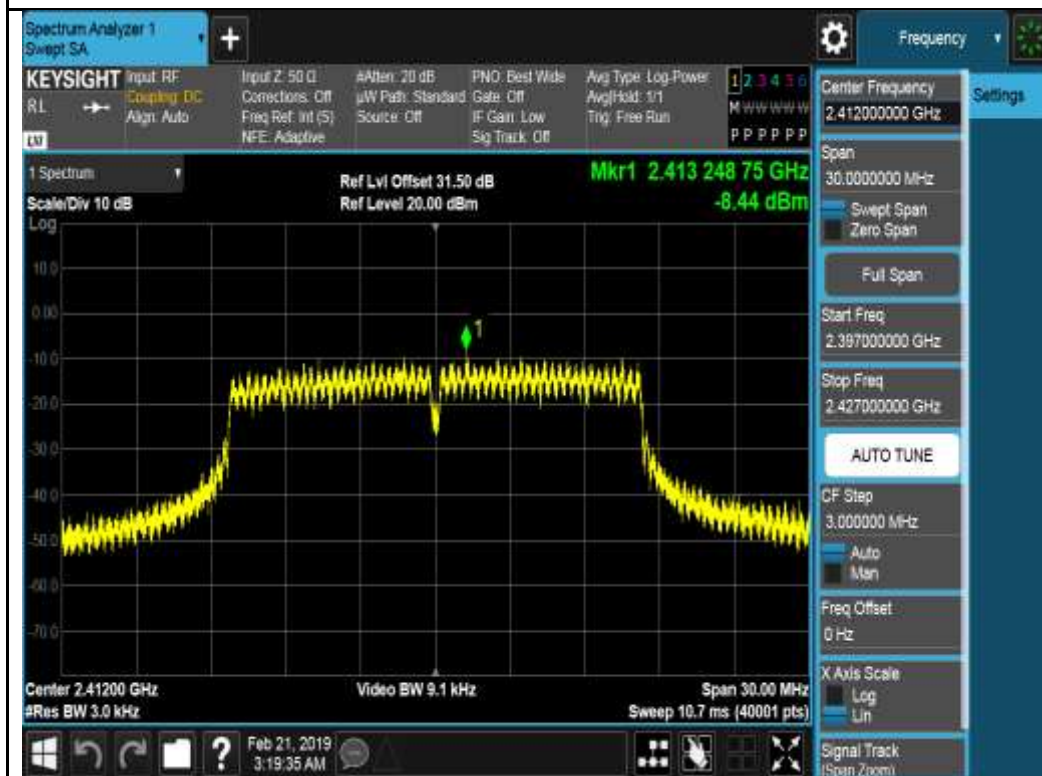 Spectrum Analyzer 1
Swept SA
+
Frequency
KEYSIGHT
Input: RF
Coupling: DC
Align: Auto
RL
LXI
Input Z: 50 Ω
Corrections: Off
Freq Ref: Int (S)
NFE: Adaptive
#Atten: 20 dB
µW Path: Standard
Source: Off
PNO: Best Wide
Gate: Off
IF Gain: Low
Sig Track: Off
Avg Type: Log-Power
Avg|Hold: 1/1
Trig: Free Run
1 2 3 4 5 6
M W W W W W
P P P P P P
1 Spectrum
Scale/Div 10 dB
Ref Lvl Offset 31.50 dB
Ref Level 20.00 dBm
Mkr1 2.413 248 75 GHz
-8.44 dBm
Log
10.0
0.00
-10.0
-20.0
-30.0
-40.0
-50.0
-60.0
-70.0
1
Center 2.41200 GHz
#Res BW 3.0 kHz
Video BW 9.1 kHz
Span 30.00 MHz
Sweep 10.7 ms (40001 pts)
?
Feb 21, 2019
3:19:35 AM
Center Frequency
2.412000000 GHz
Span
30.0000000 MHz
Swept Span
Zero Span
Full Span
Start Freq
2.397000000 GHz
Stop Freq
2.427000000 GHz
AUTO TUNE
CF Step
3.000000 MHz
Auto
Man
Freq Offset
0 Hz
X Axis Scale
Log
Lin
Signal Track
(Span Zoom)
Settings